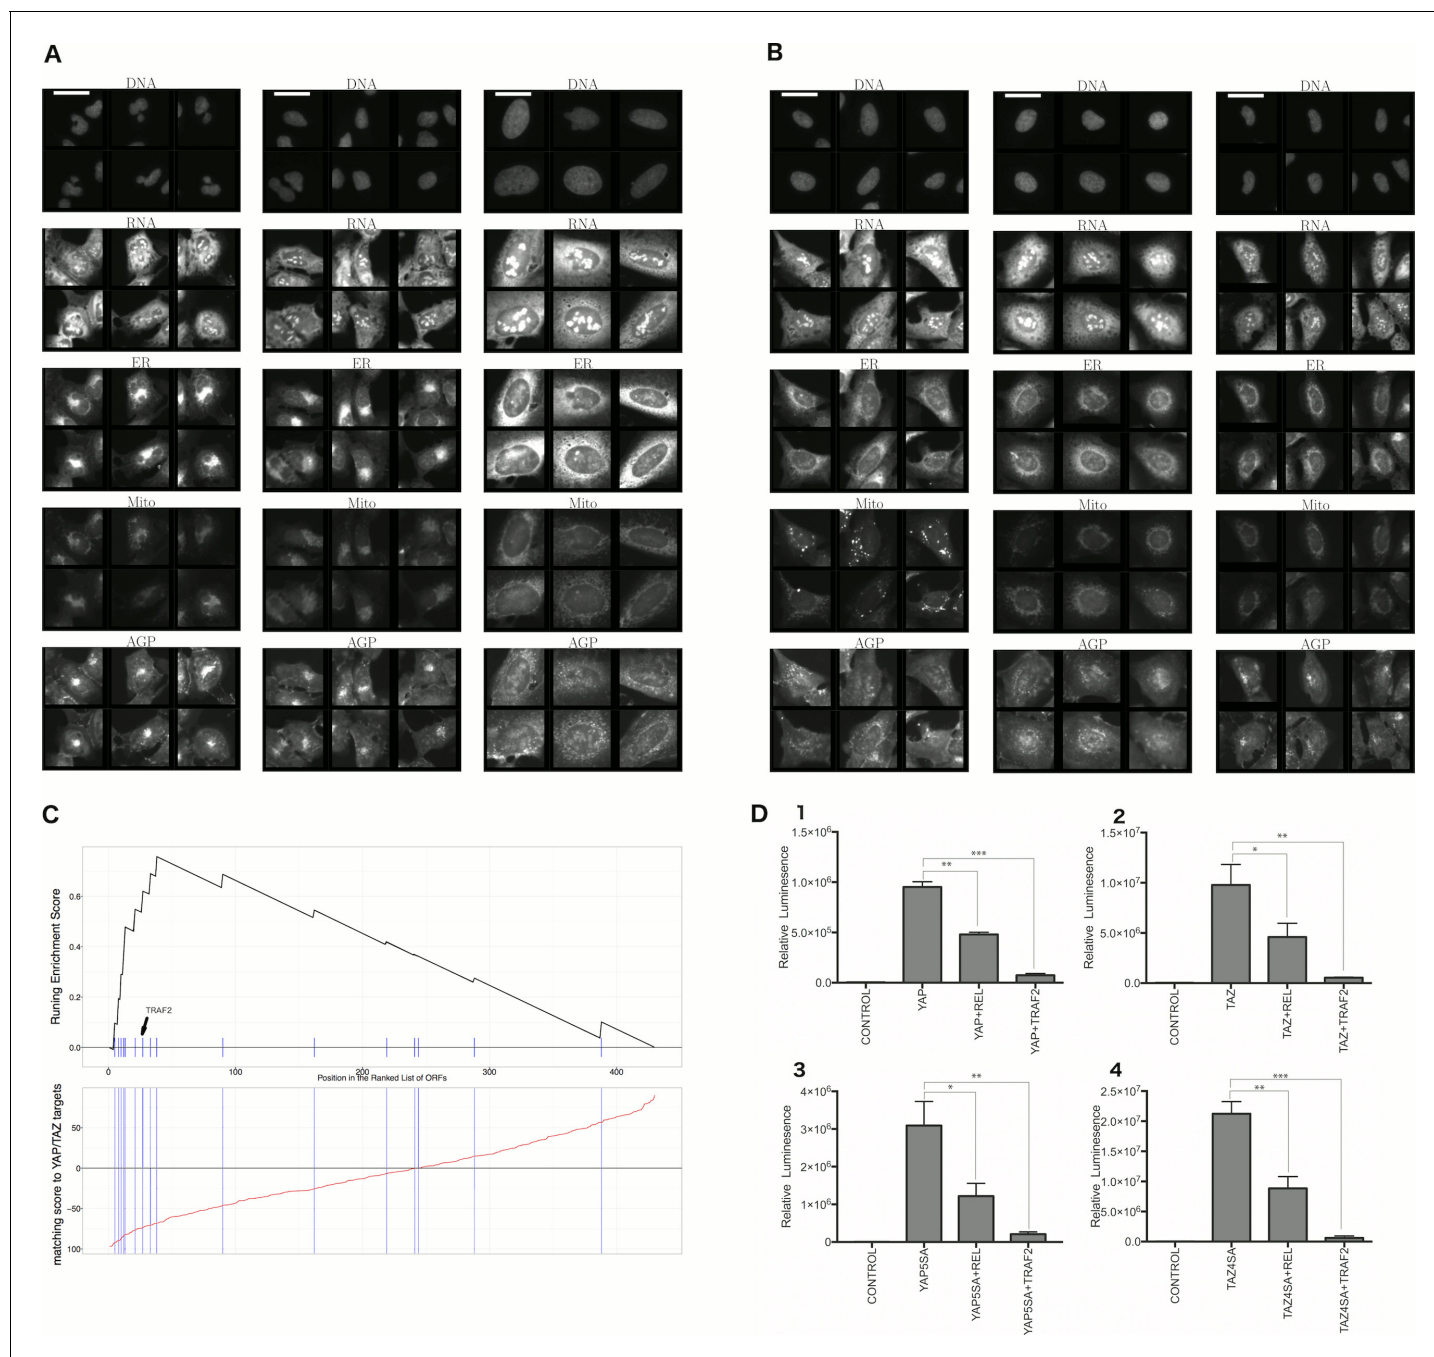 A
B
DNA DNA DNA DNA DNA DNA
RNA RNA RNA RNA RNA RNA
ER ER ER ER ER ER
Mito Mito Mito Mito Mito Mito
AGP AGP AGP AGP AGP AGP
C
Runing Enrichment Score
0.6
0.4
0.2
0.0
TRAF2
0 100 200 300 400
Position in the Ranked List of ORFs
matching score to YAP/TAZ targets
50
0
−50
100
D
1
Relative Luminesence
1.5×10⁶
1.0×10⁶
5.0×10⁵
0.0
** ***
CONTROL
YAP
YAP+REL
YAP+TRAF2
2
Relative Luminesence
1.5×10⁷
1.0×10⁷
5.0×10⁶
0.0
* **
CONTROL
TAZ
TAZ+REL
TAZ+TRAF2
3
Relative Luminesence
4×10⁶
3×10⁶
2×10⁶
1×10⁶
0
* **
CONTROL
YAP5SA
YAP5SA+REL
YAP5SA+TRAF2
4
Relative Luminesence
2.5×10⁷
2.0×10⁷
1.5×10⁷
1.0×10⁷
5.0×10⁶
0.0
** ***
CONTROL
TAZ4SA
TAZ4SA+REL
TAZ4SA+TRAF2